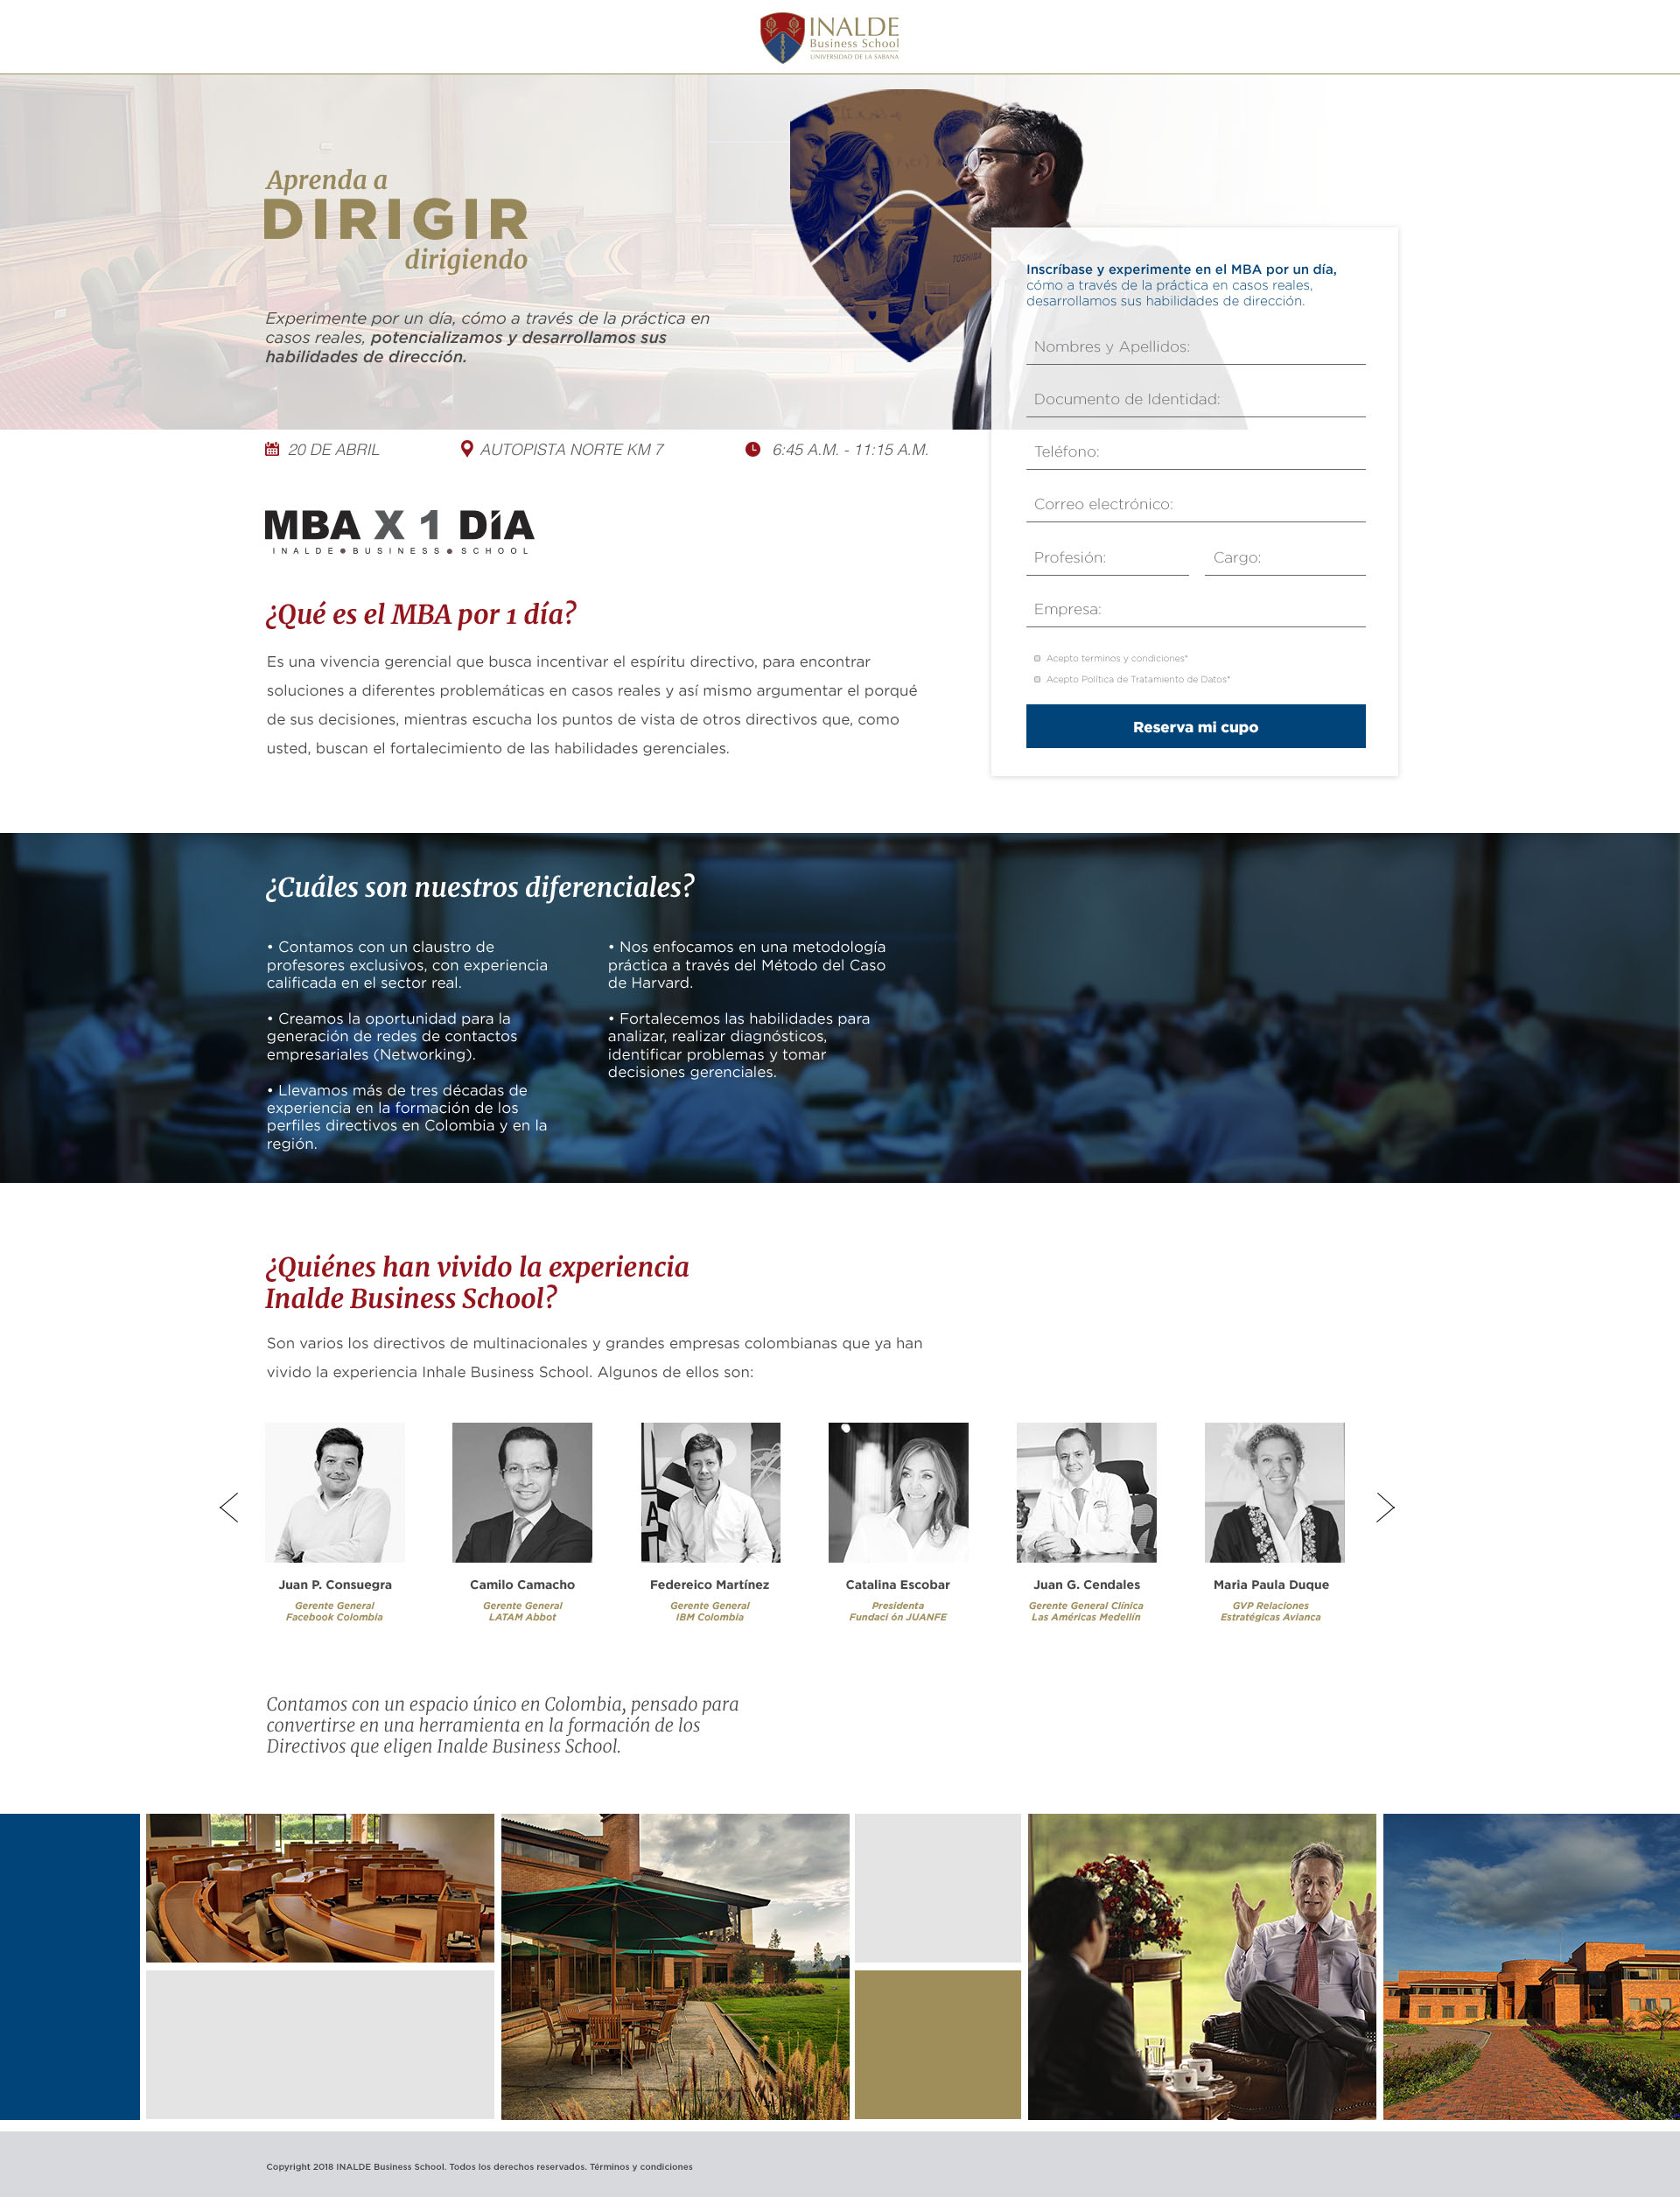 INALDE
Business School
UNIVERSIDAD DE LA SABANA
Aprenda a
DIRIGIR
dirigiendo
Experimente por un día, cómo a través de la práctica en
casos reales, potencializamos y desarrollamos sus
habilidades de dirección.
TOSHIBA
20 DE ABRIL
AUTOPISTA NORTE KM 7
6:45 A.M. - 11:15 A.M.
MBA X 1 DíA
INALDE●BUSINESS●SCHOOL
¿Qué es el MBA por 1 día?
Es una vivencia gerencial que busca incentivar el espíritu directivo, para encontrar
soluciones a diferentes problemáticas en casos reales y así mismo argumentar el porqué
de sus decisiones, mientras escucha los puntos de vista de otros directivos que, como
usted, buscan el fortalecimiento de las habilidades gerenciales.
Inscríbase y experimente en el MBA por un día,
cómo a través de la práctica en casos reales,
desarrollamos sus habilidades de dirección.
Nombres y Apellidos:
Documento de Identidad:
Teléfono:
Correo electrónico:
Profesión:
Cargo:
Empresa:
Acepto terminos y condiciones*
Acepto Política de Tratamiento de Datos*
Reserva mi cupo
¿Cuáles son nuestros diferenciales?
• Contamos con un claustro de
profesores exclusivos, con experiencia
calificada en el sector real.
• Creamos la oportunidad para la
generación de redes de contactos
empresariales (Networking).
• Llevamos más de tres décadas de
experiencia en la formación de los
perfiles directivos en Colombia y en la
región.
• Nos enfocamos en una metodología
práctica a través del Método del Caso
de Harvard.
• Fortalecemos las habilidades para
analizar, realizar diagnósticos,
identificar problemas y tomar
decisiones gerenciales.
¿Quiénes han vivido la experiencia
Inalde Business School?
Son varios los directivos de multinacionales y grandes empresas colombianas que ya han
vivido la experiencia Inhale Business School. Algunos de ellos son:
Juan P. Consuegra
Gerente General
Facebook Colombia
Camilo Camacho
Gerente General
LATAM Abbot
Federeico Martínez
Gerente General
IBM Colombia
Catalina Escobar
Presidenta
Fundaci ón JUANFE
Juan G. Cendales
Gerente General Clínica
Las Américas Medellín
Maria Paula Duque
GVP Relaciones
Estratégicas Avianca
Contamos con un espacio único en Colombia, pensado para
convertirse en una herramienta en la formación de los
Directivos que eligen Inalde Business School.
Copyright 2018 INALDE Business School. Todos los derechos reservados. Términos y condiciones